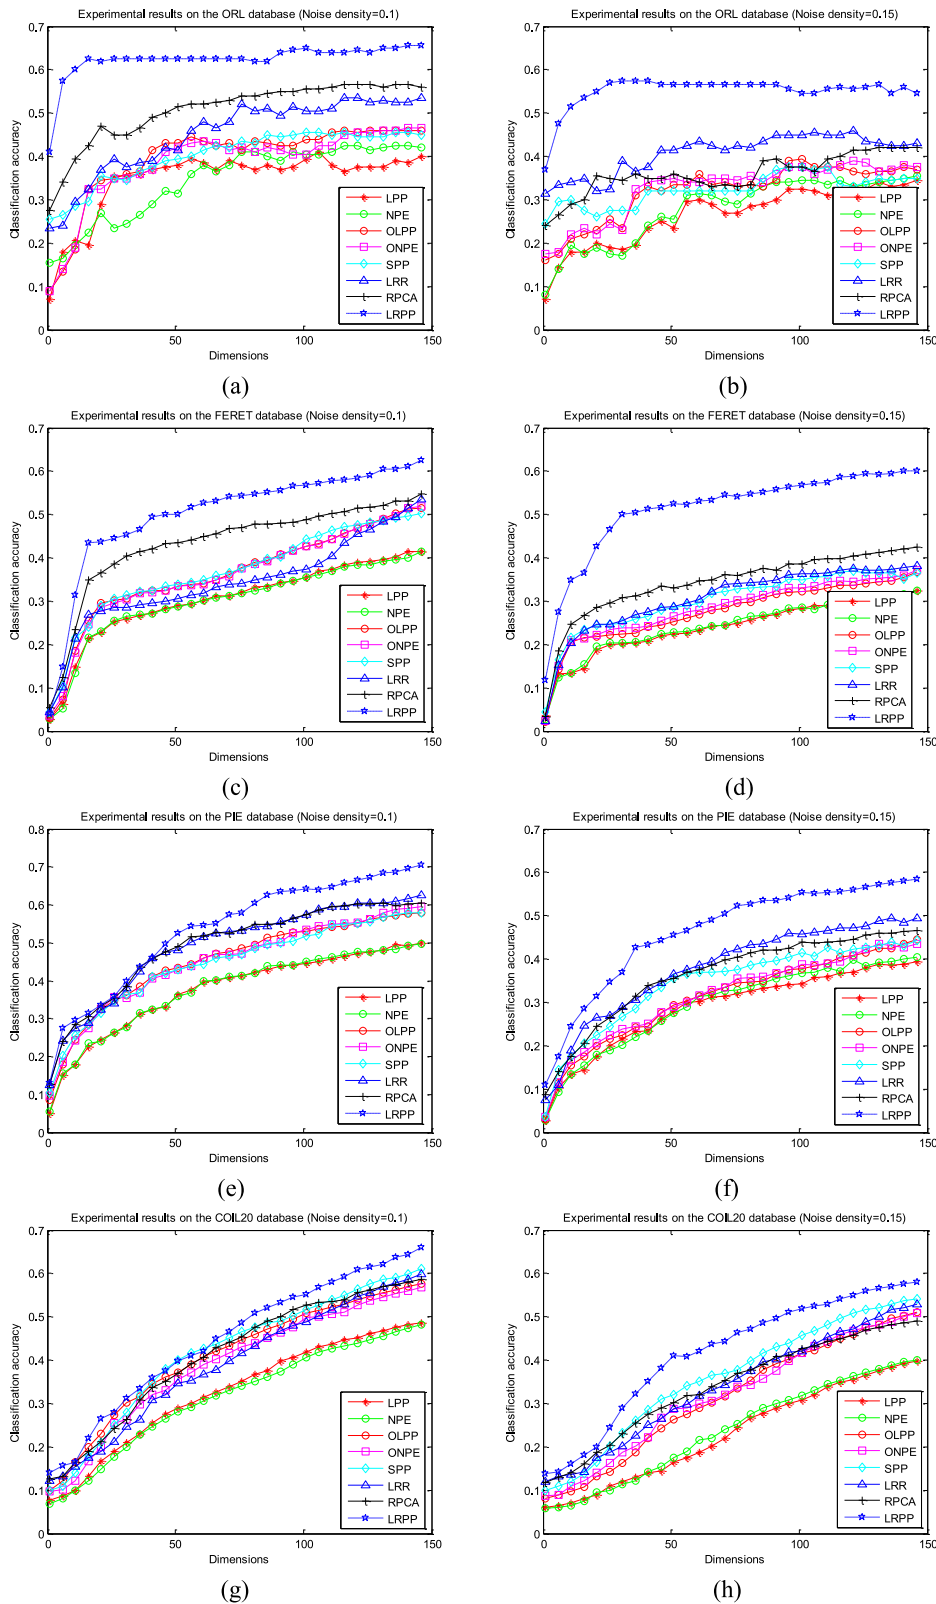 Experimental results on the ORL database (Noise density=0.1)
Classification accuracy
0.7
0.6
0.5
0.4
0.3
0.2
0.1
0
0 50 100 150
Dimensions
LPP
NPE
OLPP
ONPE
SPP
LRR
RPCA
LRPP
(a)
Experimental results on the ORL database (Noise density=0.15)
Classification accuracy
0.7
0.6
0.5
0.4
0.3
0.2
0.1
0
0 50 100 150
Dimensions
LPP
NPE
OLPP
ONPE
SPP
LRR
RPCA
LRPP
(b)
Experimental results on the FERET database (Noise density=0.1)
Classification accuracy
0.7
0.6
0.5
0.4
0.3
0.2
0.1
0
0 50 100 150
Dimensions
LPP
NPE
OLPP
ONPE
SPP
LRR
RPCA
LRPP
(c)
Experimental results on the FERET database (Noise density=0.15)
Classification accuracy
0.7
0.6
0.5
0.4
0.3
0.2
0.1
0
0 50 100 150
Dimensions
LPP
NPE
OLPP
ONPE
SPP
LRR
RPCA
LRPP
(d)
Experimental results on the PIE database (Noise density=0.1)
Classification accuracy
0.8
0.7
0.6
0.5
0.4
0.3
0.2
0.1
0
0 50 100 150
Dimensions
LPP
NPE
OLPP
ONPE
SPP
LRR
RPCA
LRPP
(e)
Experimental results on the PIE database (Noise density=0.15)
Classification accuracy
0.7
0.6
0.5
0.4
0.3
0.2
0.1
0
0 50 100 150
Dimensions
LPP
NPE
OLPP
ONPE
SPP
LRR
RPCA
LRPP
(f)
Experimental results on the COIL20 database (Noise density=0.1)
Classification accuracy
0.7
0.6
0.5
0.4
0.3
0.2
0.1
0
0 50 100 150
Dimensions
LPP
NPE
OLPP
ONPE
SPP
LRR
RPCA
LRPP
(g)
Experimental results on the COIL20 database (Noise density=0.15)
Classification accuracy
0.7
0.6
0.5
0.4
0.3
0.2
0.1
0
0 50 100 150
Dimensions
LPP
NPE
OLPP
ONPE
SPP
LRR
RPCA
LRPP
(h)